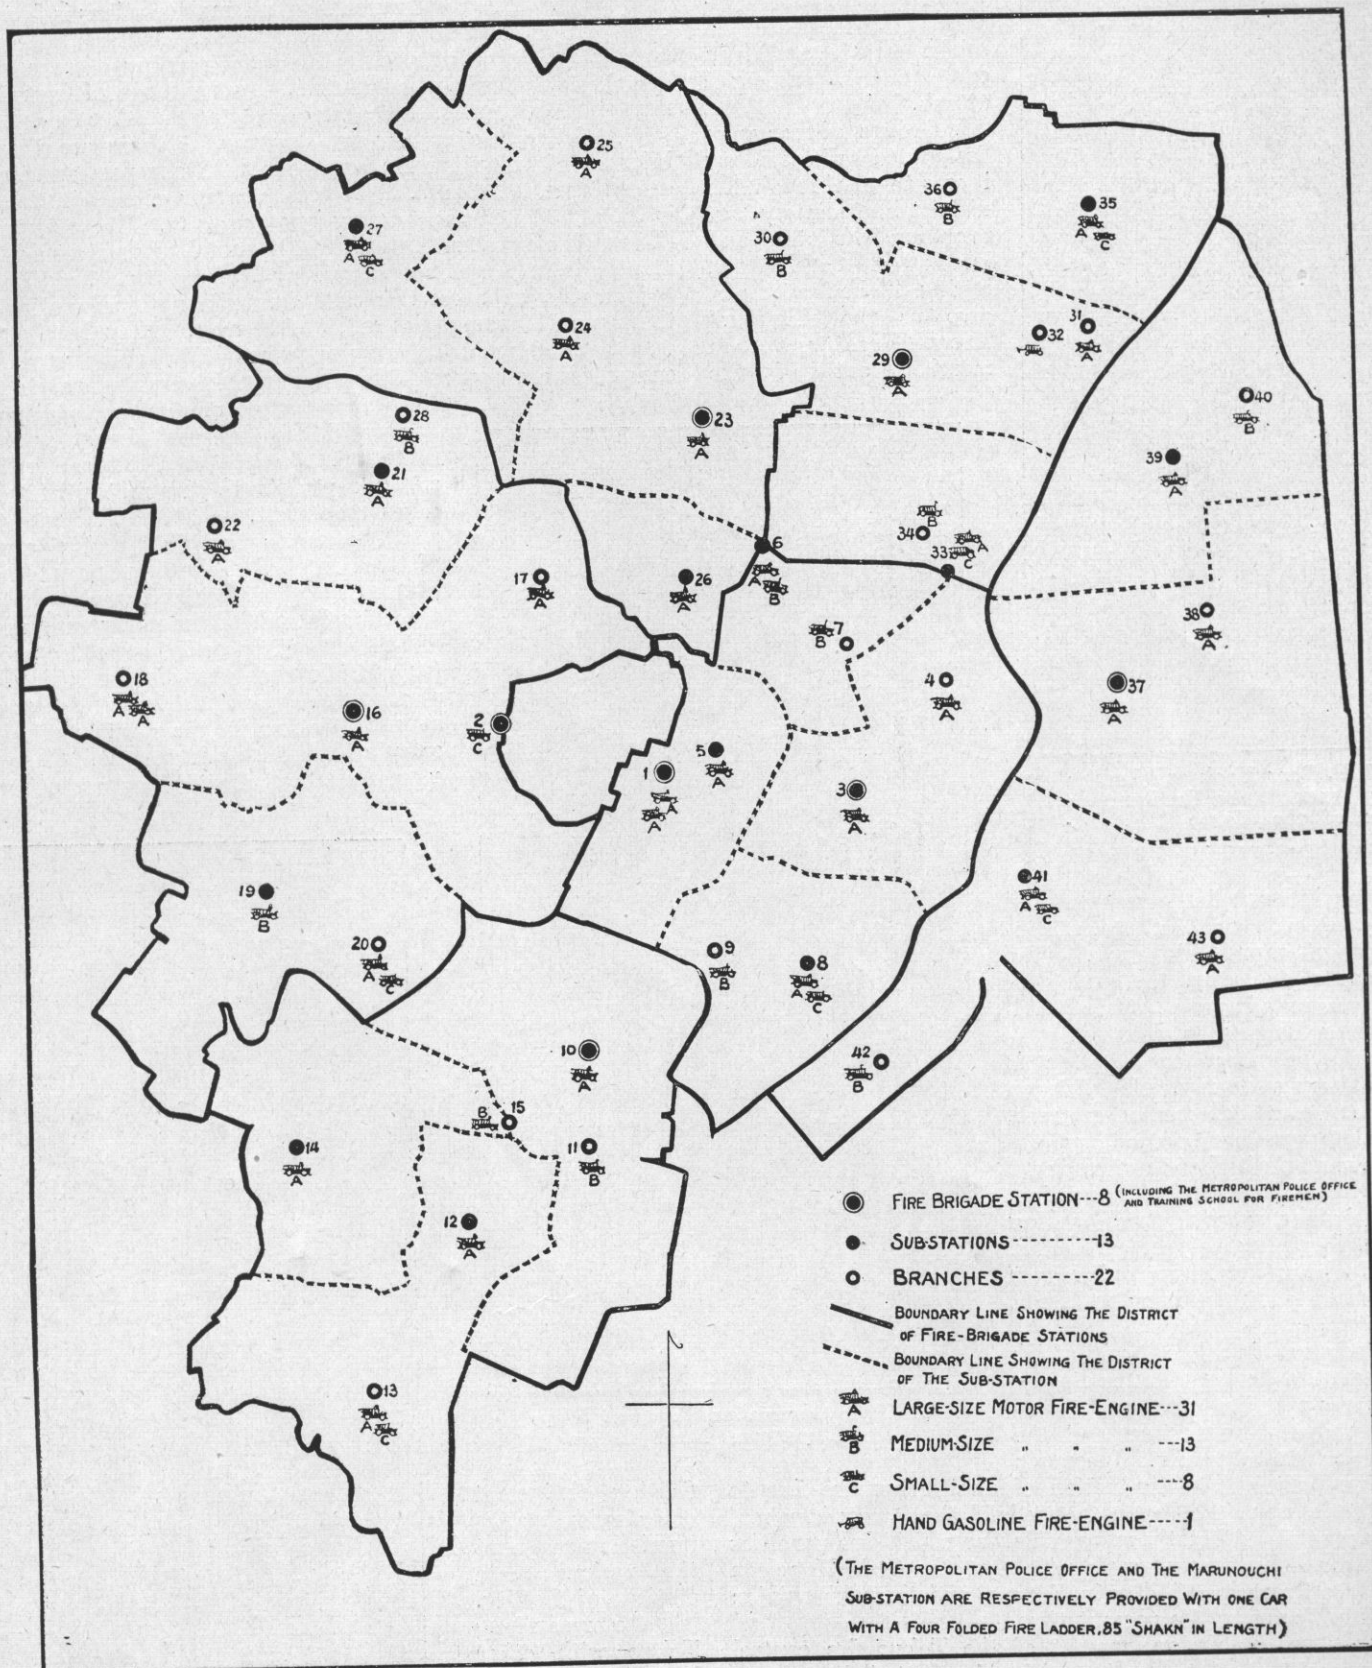 25
A
36
B
35
A
C
27
A
C
30
B
24
A
32
31
A
29
A
40
B
28
B
23
A
21
A
39
A
22
A
B
34
A
33
C
6
A
B
17
A
26
A
38
A
B
7
18
A
A
4
A
37
A
16
A
2
C
5
A
1
A
A
3
A
41
A
C
19
B
20
A
C
9
B
8
A
C
43
A
10
A
42
B
B
15
14
A
11
B
12
A
13
A
C
FIRE BRIGADE STATION---8 (INCLUDING THE METROPOLITAN POLICE OFFICE
AND TRAINING SCHOOL FOR FIREMEN)
SUB-STATIONS --------13
BRANCHES --------22
BOUNDARY LINE SHOWING THE DISTRICT
OF FIRE-BRIGADE STATIONS
BOUNDARY LINE SHOWING THE DISTRICT
OF THE SUB-STATION
A LARGE-SIZE MOTOR FIRE-ENGINE---31
B MEDIUM-SIZE " " " ---13
C SMALL-SIZE " " " ---8
HAND GASOLINE FIRE-ENGINE-----1
(THE METROPOLITAN POLICE OFFICE AND THE MARUNOUCHI
SUB-STATION ARE RESPECTIVELY PROVIDED WITH ONE CAR
WITH A FOUR FOLDED FIRE LADDER, 85 "SHAKN" IN LENGTH)